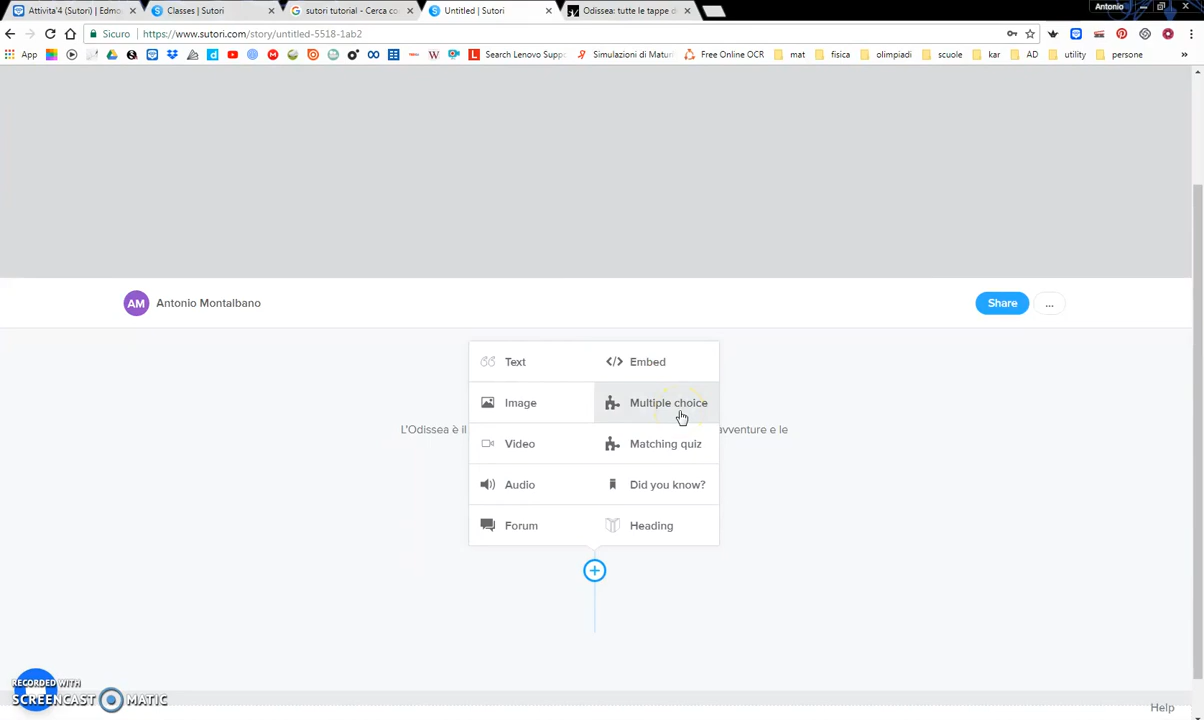 Attivita'4 (Sutori) | Edmo
Classes | Sutori
sutori tutorial - Cerca co
Untitled | Sutori
Odissea: tutte le tappe d
Antonio
Sicuro
https://www.sutori.com/story/untitled-5518-1ab2
App
Search Lenovo Suppor
Simulazioni di Maturi
Free Online OCR
mat
fisica
olimpiadi
scuole
kar
AD
utility
persone
»
AM
Antonio Montalbano
Share
...
Text
Embed
Image
Multiple choice
L'Odissea è il
avventure e le
Video
Matching quiz
Audio
Did you know?
Forum
Heading
RECORDED WITH
SCREENCAST MATIC
Help